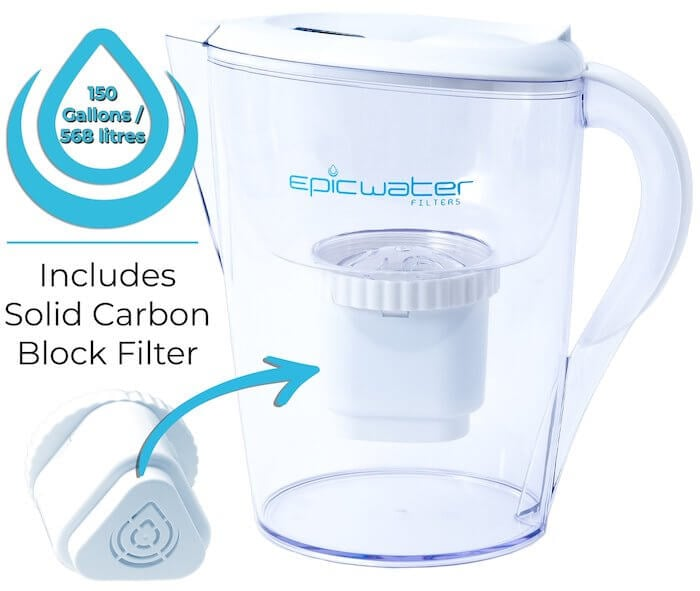 150
Gallons /
568 litres
Includes
Solid Carbon
Block Filter
epicwater
FILTERS